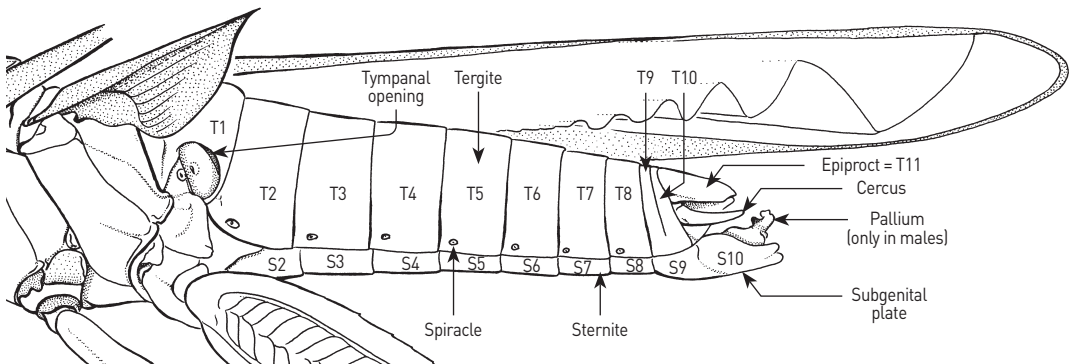 Tympanal
opening
Tergite
T9
T10
T1
T2
T3
T4
T5
T6
T7
T8
Epiproct = T11
Cercus
Pallium
(only in males)
S2
S3
S4
S5
S6
S7
S8
S9
S10
Subgenital
plate
Spiracle
Sternite